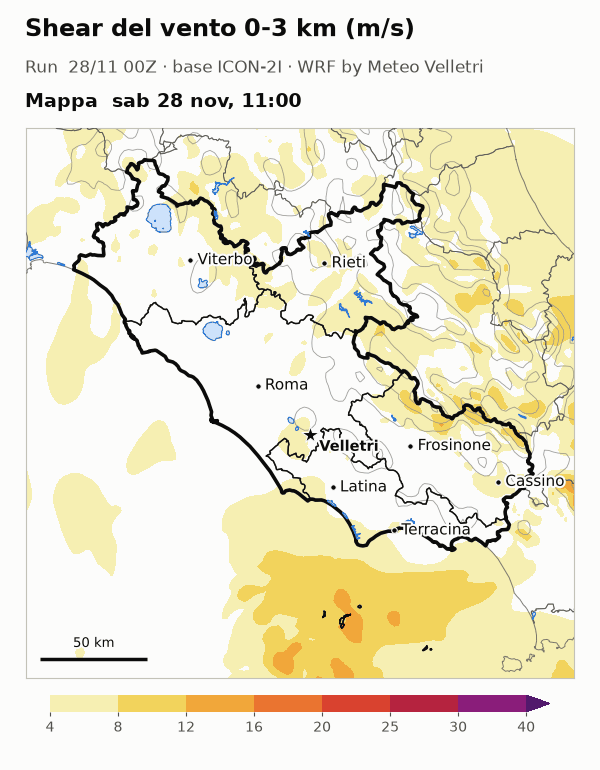 Shear del vento 0-3 km (m/s)
Run  28/11 00Z · base ICON-2I · WRF by Meteo Velletri
Mappa  sab 28 nov, 11:00
Viterbo
Rieti
Roma
Velletri
Frosinone
Cassino
Latina
Terracina
50 km
4 8 12 16 20 25 30 40